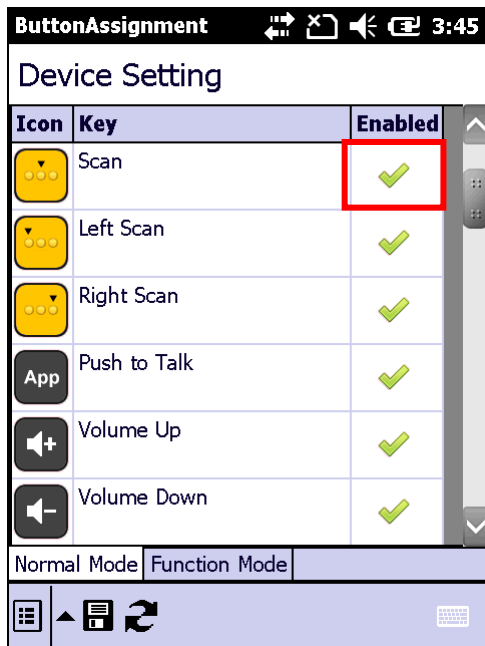 ButtonAssignment 3:45
Device Setting
Icon Key Enabled
Scan
Left Scan
Right Scan
App Push to Talk
Volume Up
Volume Down
Normal Mode Function Mode